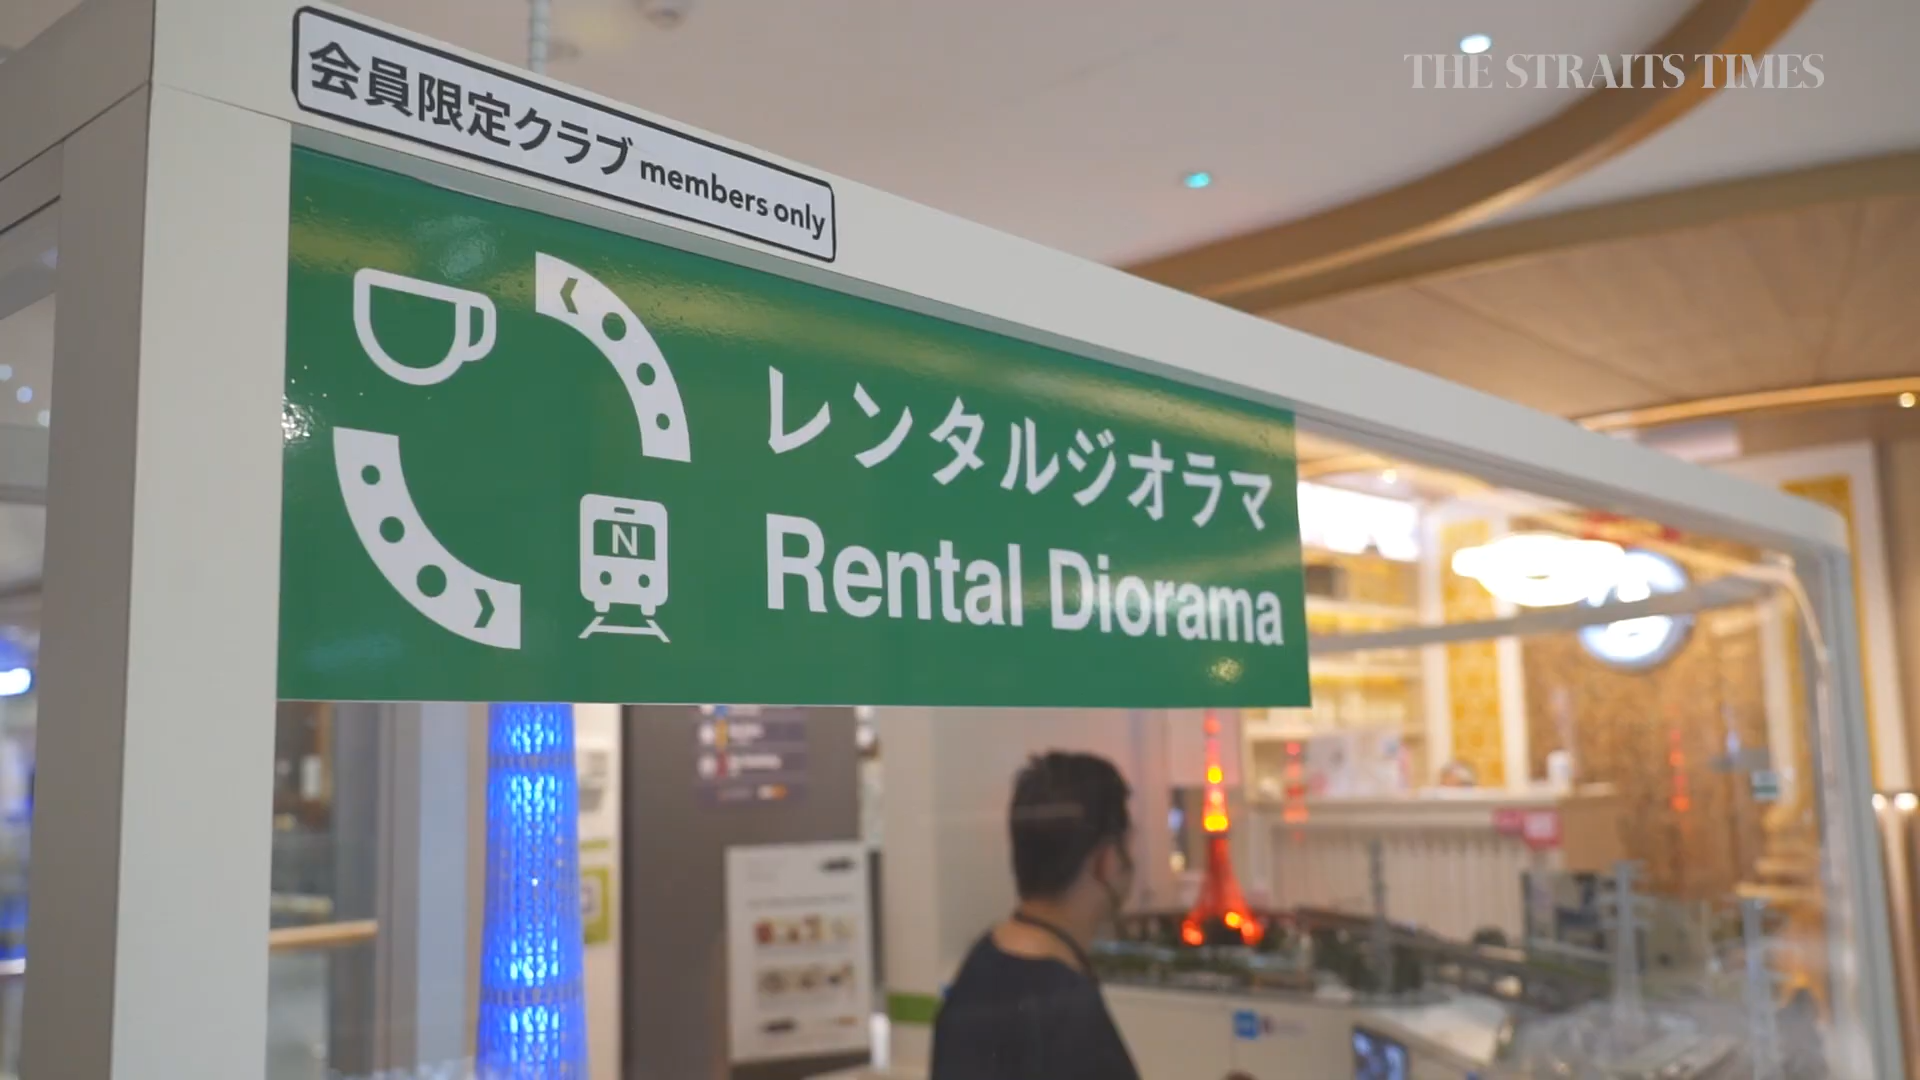 THE STRAITS TIMES
会員限定クラブ members only
レンタルジオラマ
Rental Diorama
N